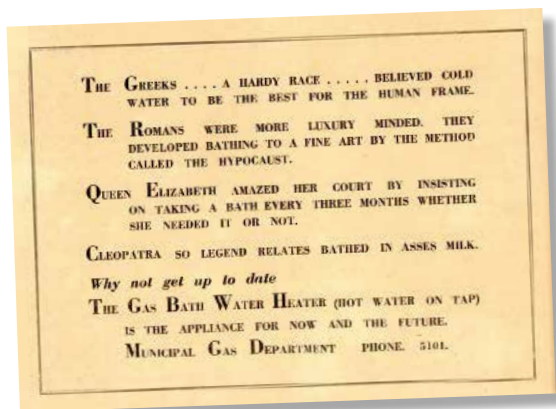 THE GREEKS .... A HARDY RACE ..... BELIEVED COLD
WATER TO BE THE BEST FOR THE HUMAN FRAME.
THE ROMANS WERE MORE LUXURY MINDED. THEY
DEVELOPED BATHING TO A FINE ART BY THE METHOD
CALLED THE HYPOCAUST.
QUEEN ELIZABETH AMAZED HER COURT BY INSISTING
ON TAKING A BATH EVERY THREE MONTHS WHETHER
SHE NEEDED IT OR NOT.
CLEOPATRA SO LEGEND RELATES BATHED IN ASSES MILK.
Why not get up to date
THE GAS BATH WATER HEATER (HOT WATER ON TAP)
IS THE APPLIANCE FOR NOW AND THE FUTURE.
MUNICIPAL GAS DEPARTMENT PHONE. 5101.